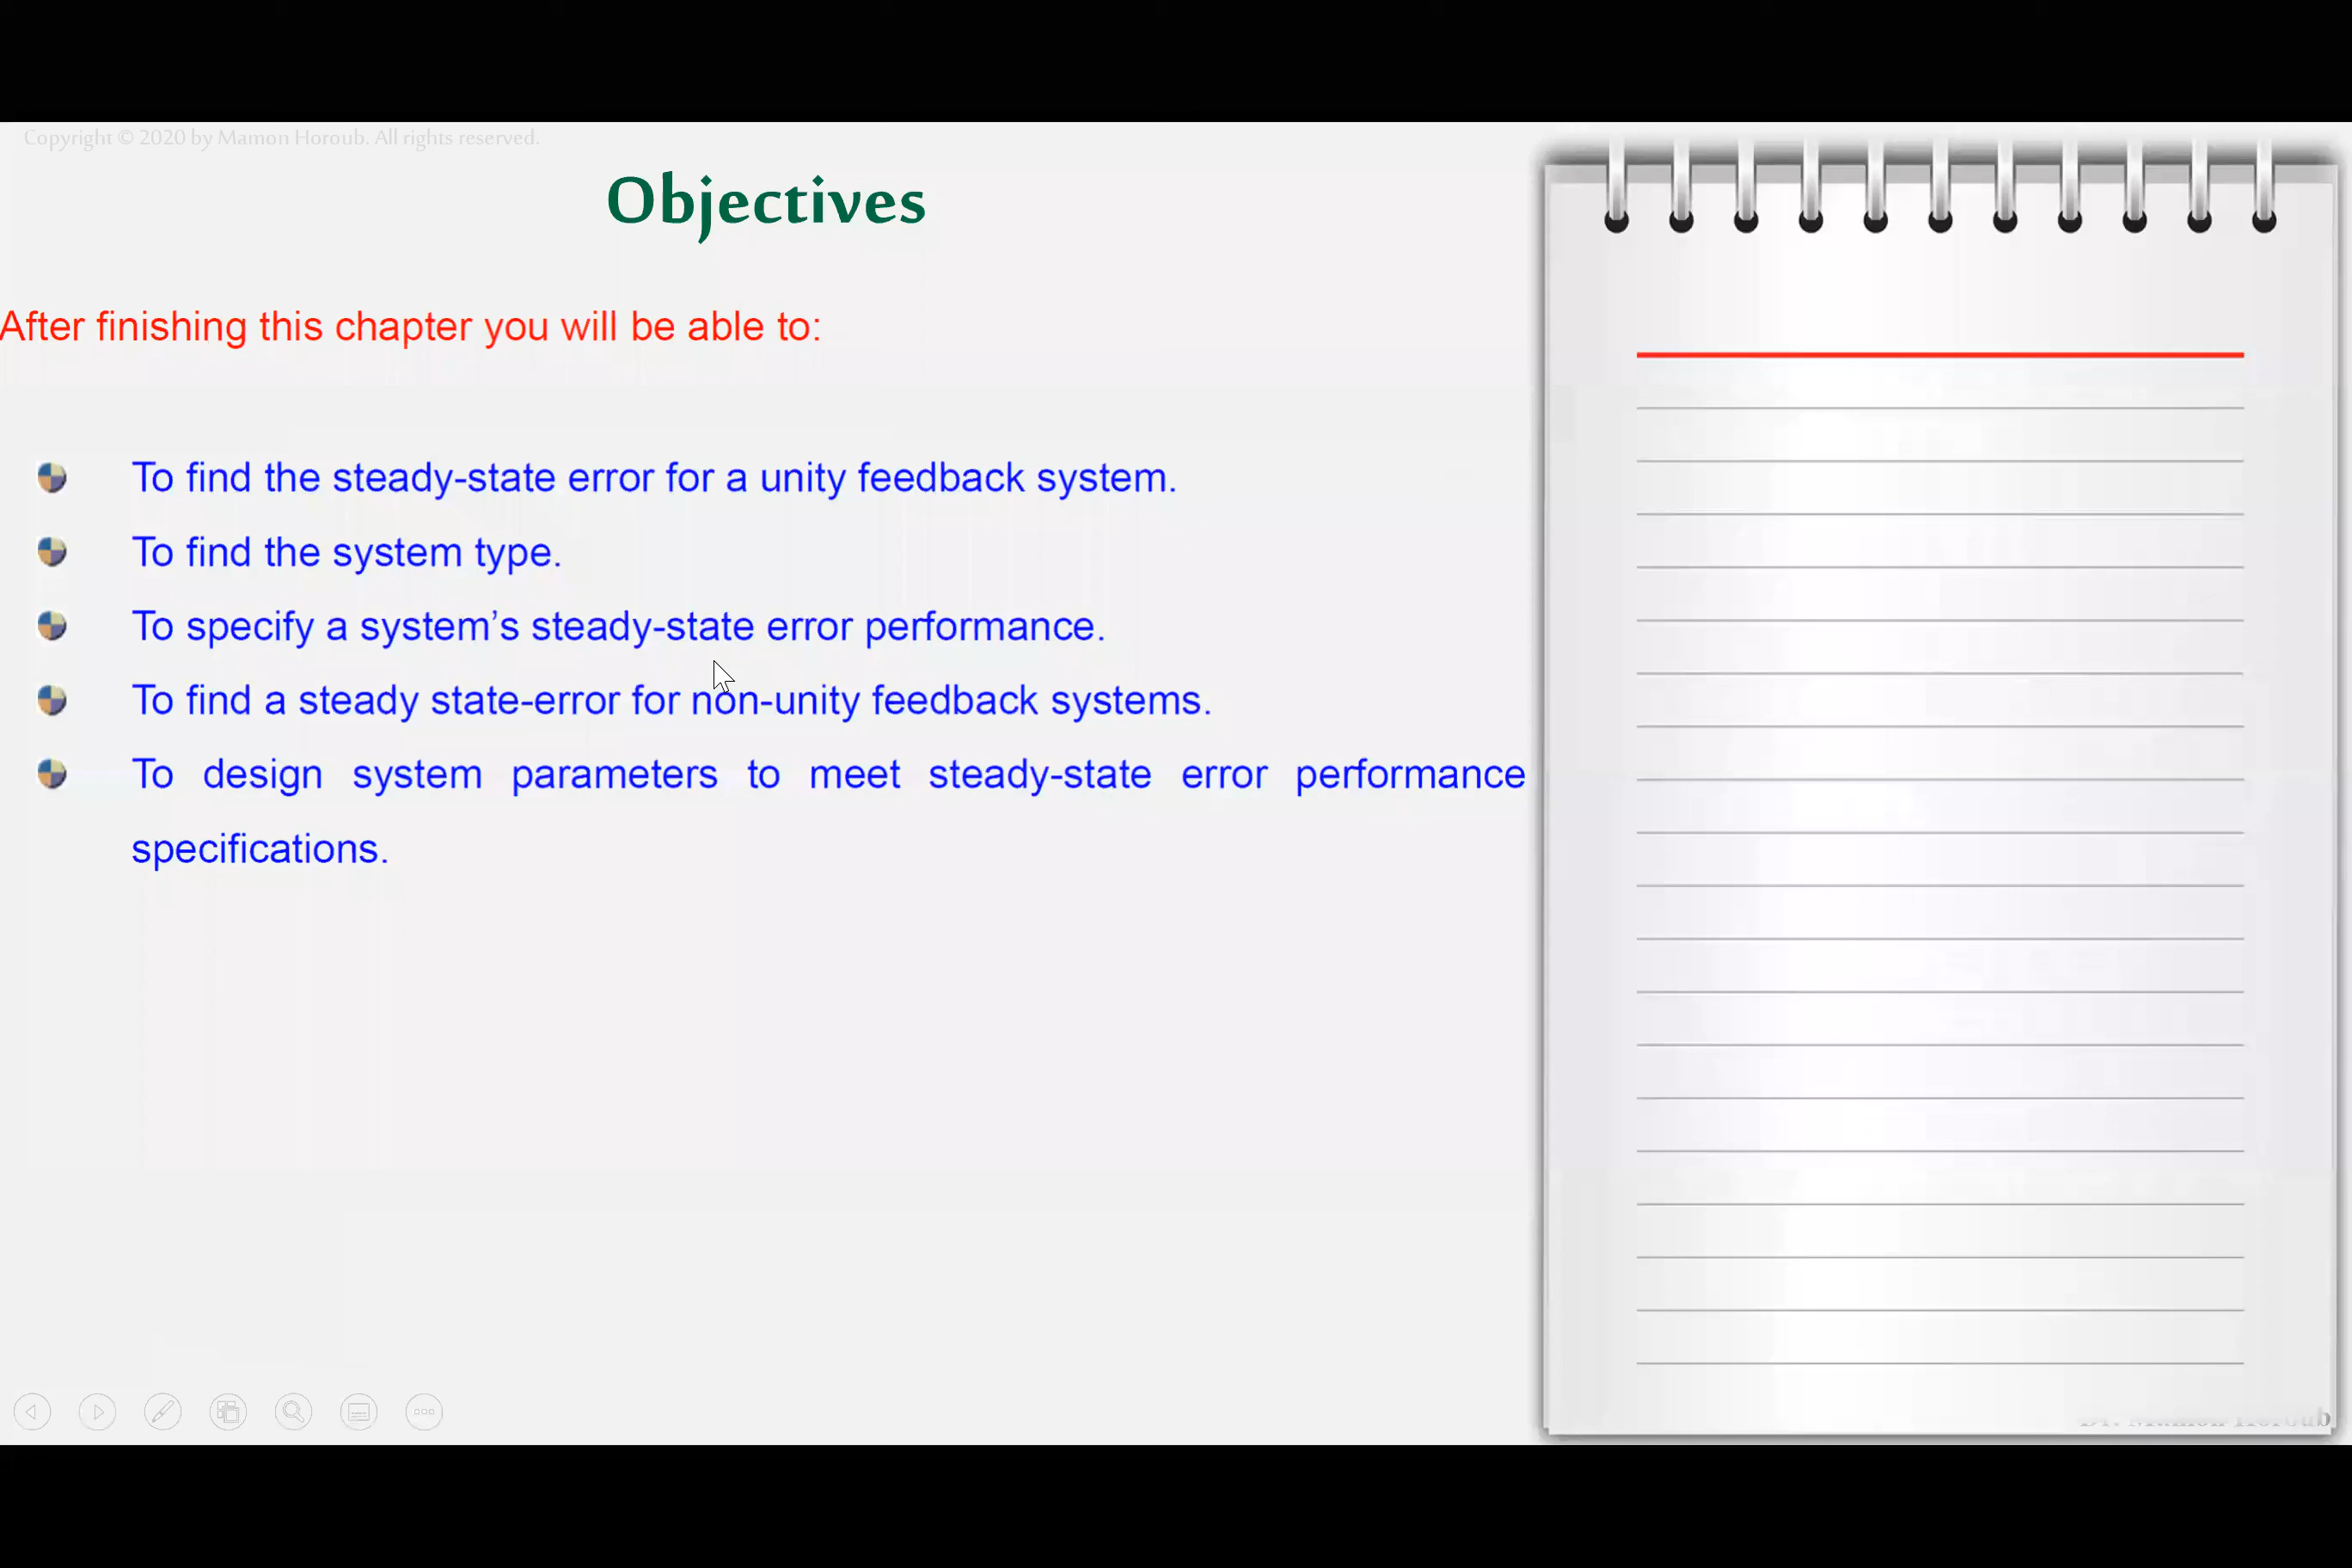 Copyright © 2020 by Mamon Horoub. All rights reserved.
Objectives
After finishing this chapter you will be able to:
To find the steady-state error for a unity feedback system.
To find the system type.
To specify a system’s steady-state error performance.
To find a steady state-error for non-unity feedback systems.
To design system parameters to meet steady-state error performance
specifications.
Dr. Mamon Horoub